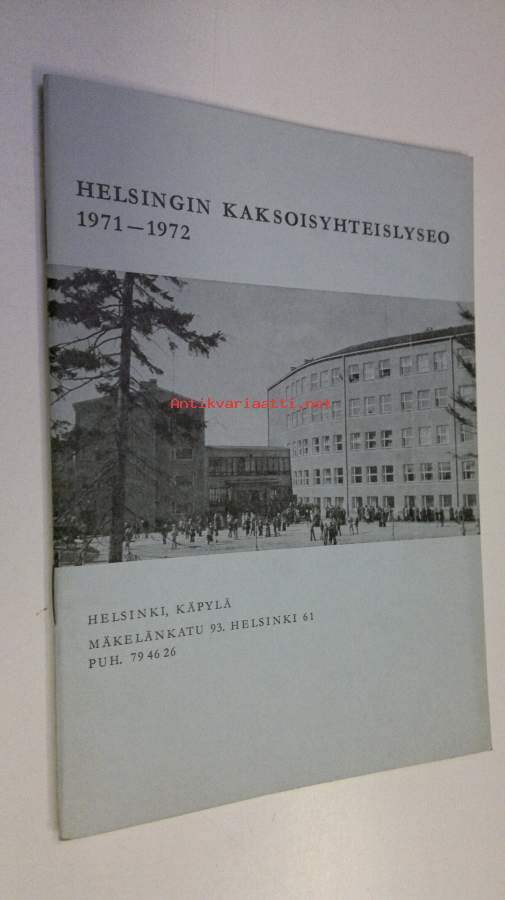 HELSINGIN KAKSOISYHTEISLYSEO
1971—1972
Antikvariaatti.net
HELSINKI, KÄPYLÄ
MÄKELÄNKATU 93. HELSINKI 61
PUH. 79 46 26